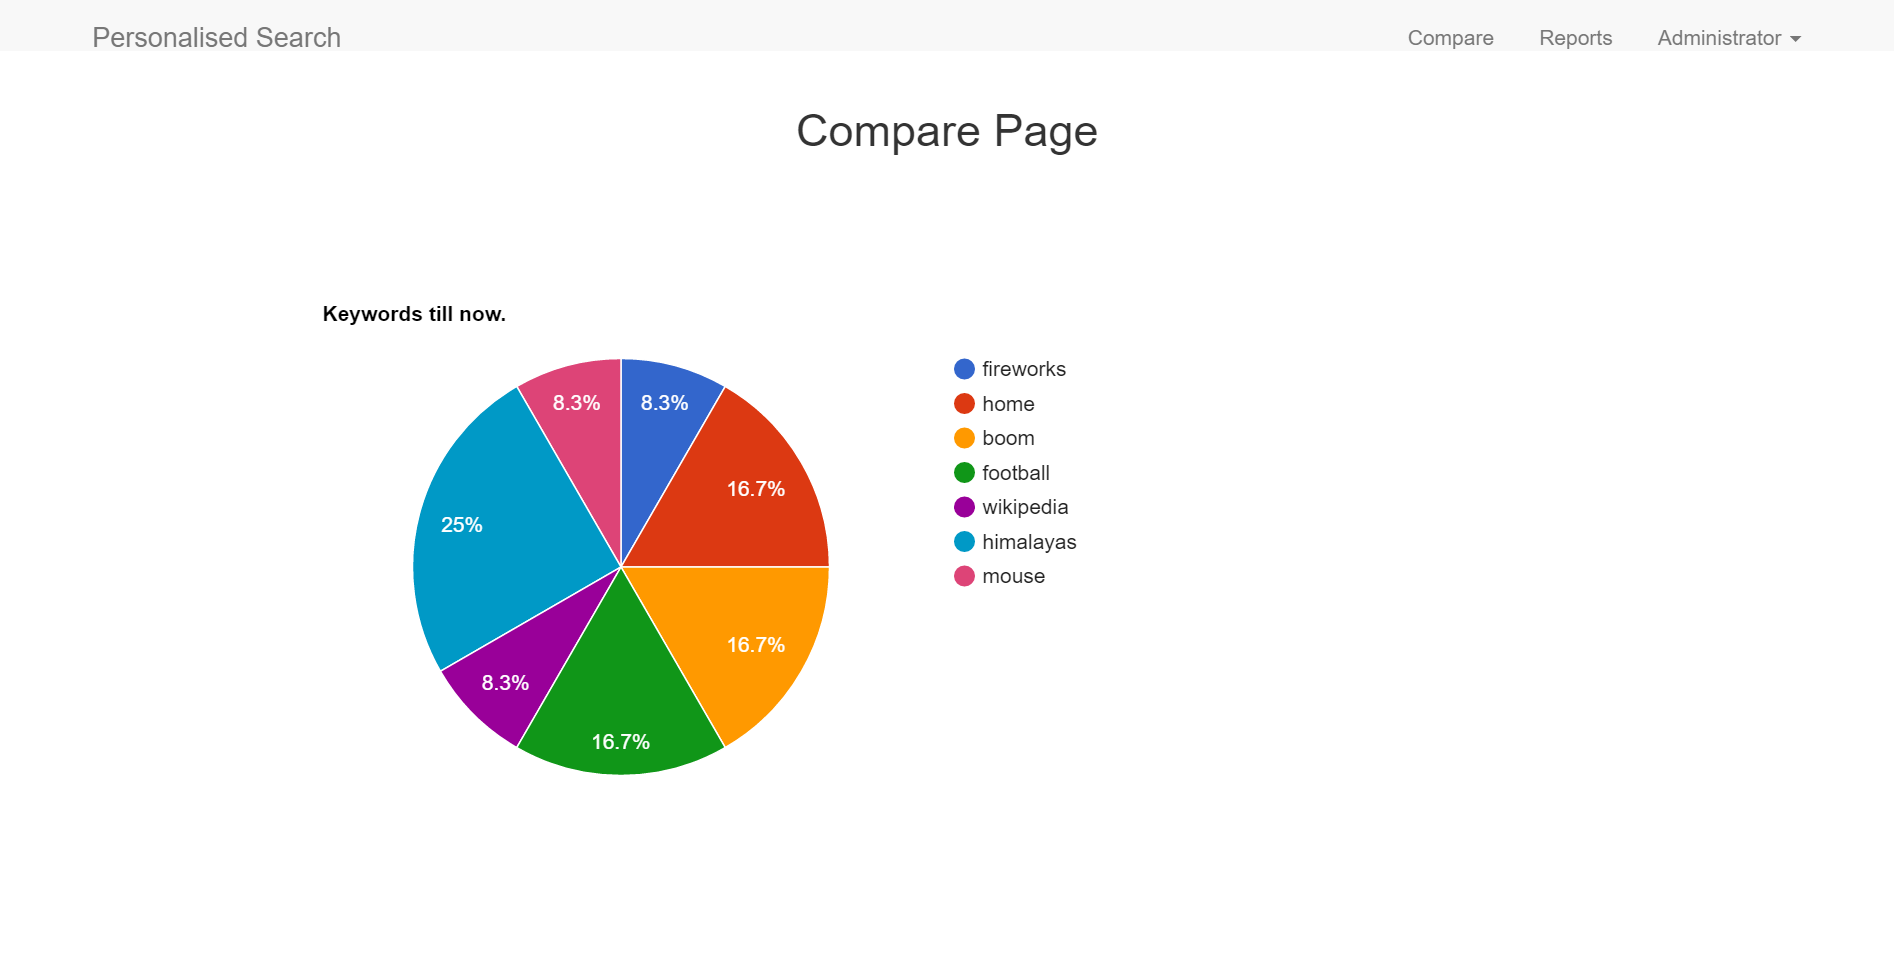 Personalised Search
Compare Reports Administrator
Compare Page
Keywords till now.
8.3% 8.3%
16.7%
25%
16.7%
8.3%
16.7%
fireworks
home
boom
football
wikipedia
himalayas
mouse